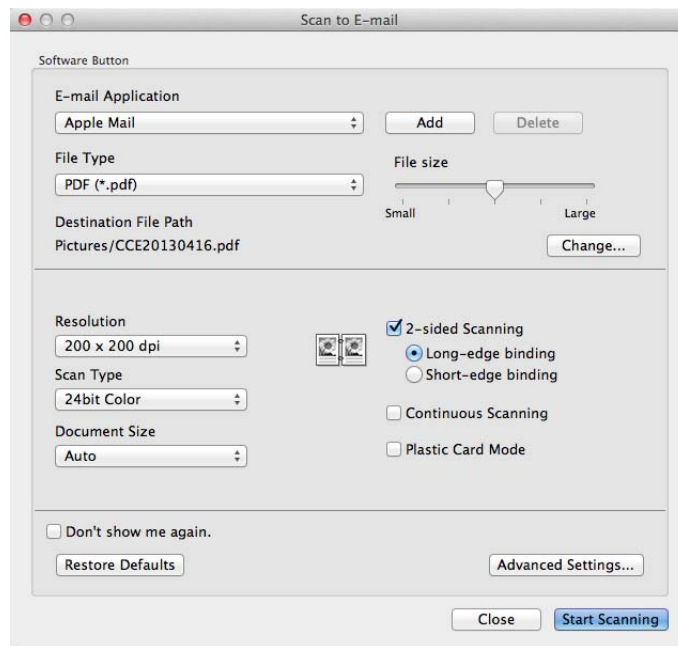 Scan to E-mail
Software Button
E-mail Application
Apple Mail
Add
Delete
File Type
File size
PDF (*.pdf)
Small
Large
Destination File Path
Pictures/CCE20130416.pdf
Change...
Resolution
200 x 200 dpi
2-sided Scanning
Long-edge binding
Short-edge binding
Scan Type
24bit Color
Continuous Scanning
Document Size
Auto
Plastic Card Mode
Don't show me again.
Restore Defaults
Advanced Settings...
Close
Start Scanning